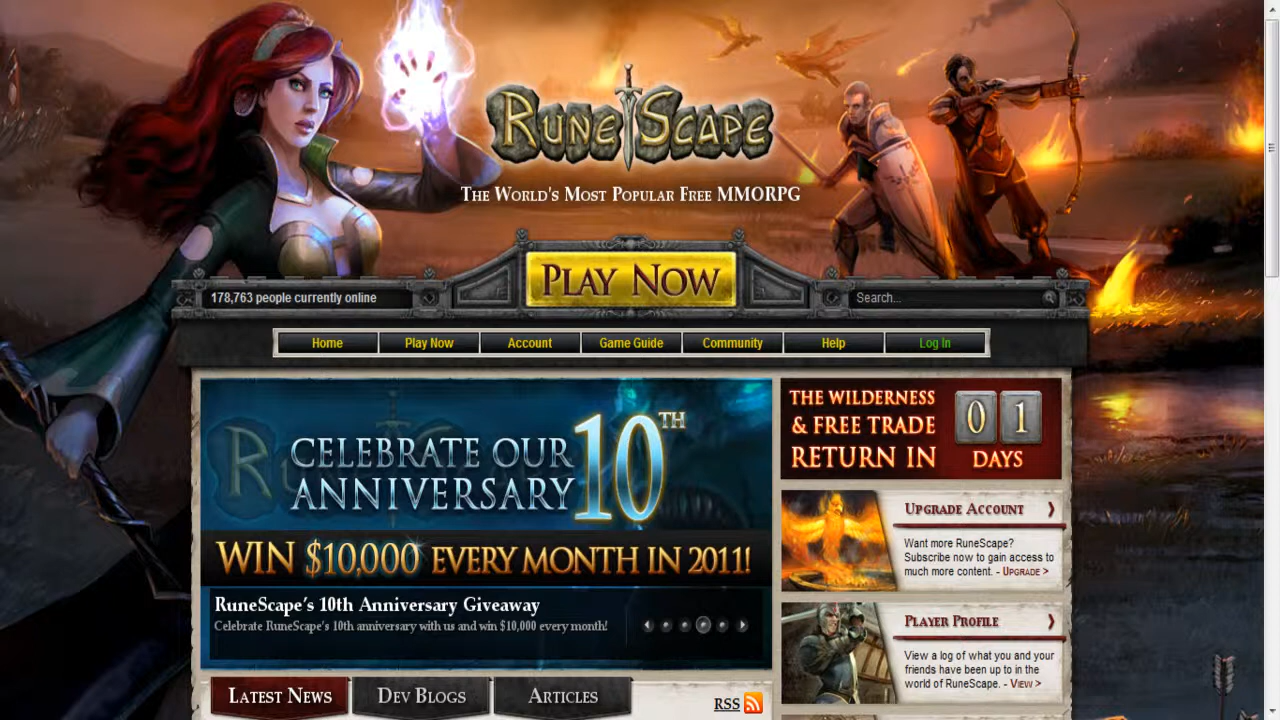 RuneScape
The World's Most Popular Free MMORPG
Play Now
178,763 people currently online
Search...
Home
Play Now
Account
Game Guide
Community
Help
Log In
CELEBRATE OUR 10TH
ANNIVERSARY
WIN $10,000 EVERY MONTH IN 2011!
RuneScape's 10th Anniversary Giveaway
Celebrate RuneScape's 10th anniversary with us and win $10,000 every month!
THE WILDERNESS
& FREE TRADE
RETURN IN
01
DAYS
Upgrade Account
Want more RuneScape?
Subscribe now to gain access to
much more content. - Upgrade >
Player Profile
View a log of what you and your
friends have been up to in the
world of RuneScape. - View >
Latest News
Dev Blogs
Articles
RSS